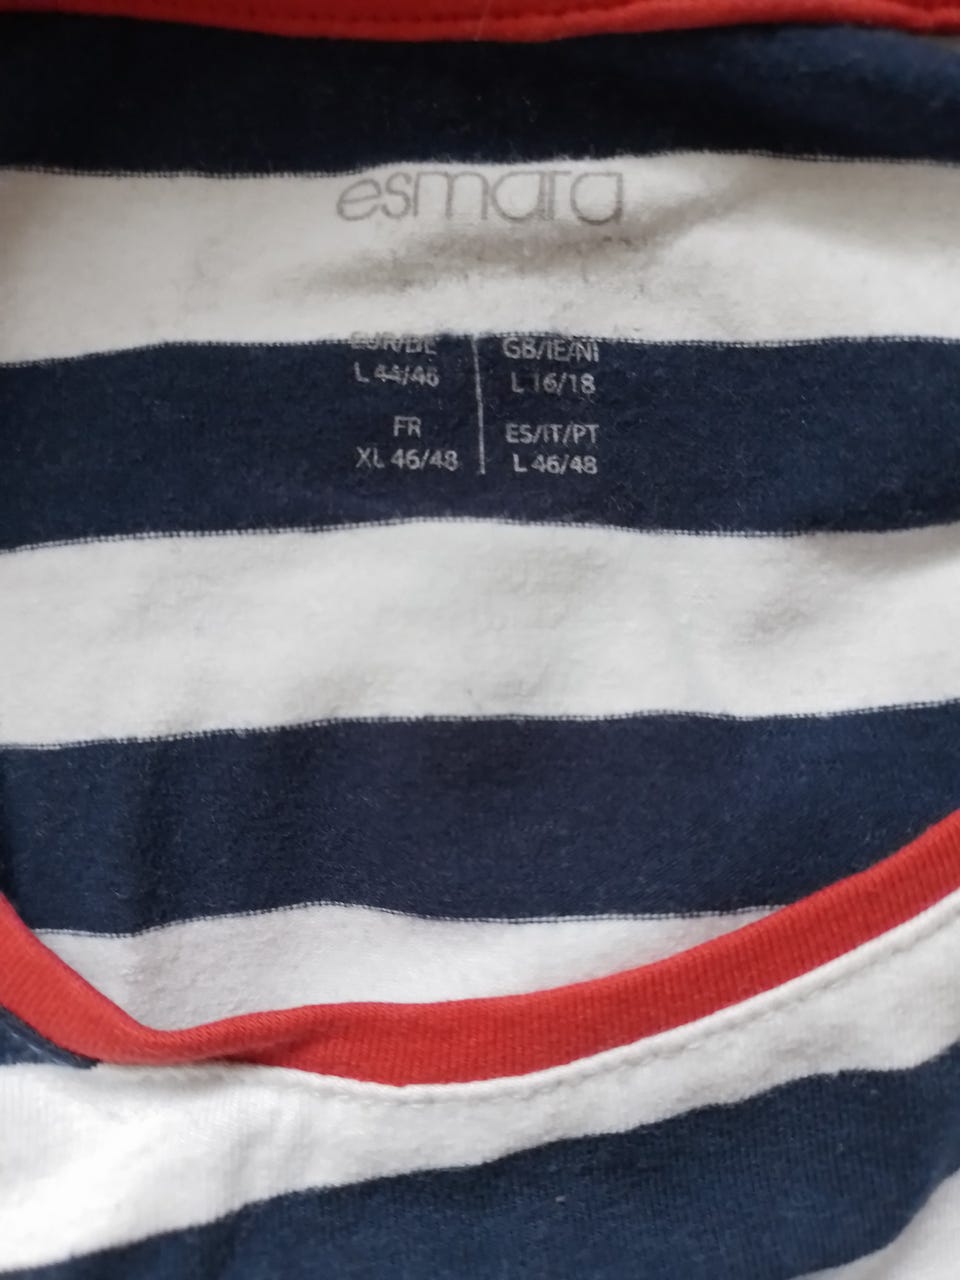 esmara
EUR/DE
L 44/46
FR
XL 46/48
GB/IE/NI
L 16/18
ES/IT/PT
L 46/48